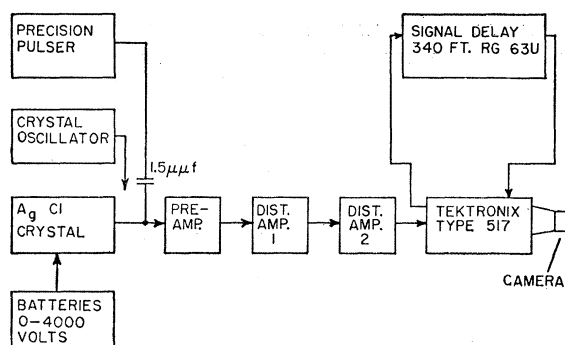 PRECISION
PULSER
SIGNAL DELAY
340 FT. RG 63U
CRYSTAL
OSCILLATOR
1.5μμf
Ag Cl
CRYSTAL
PRE-
AMP.
DIST.
AMP.
1
DIST.
AMP.
2
TEKTRONIX
TYPE 517
CAMERA
BATTERIES
0-4000
VOLTS